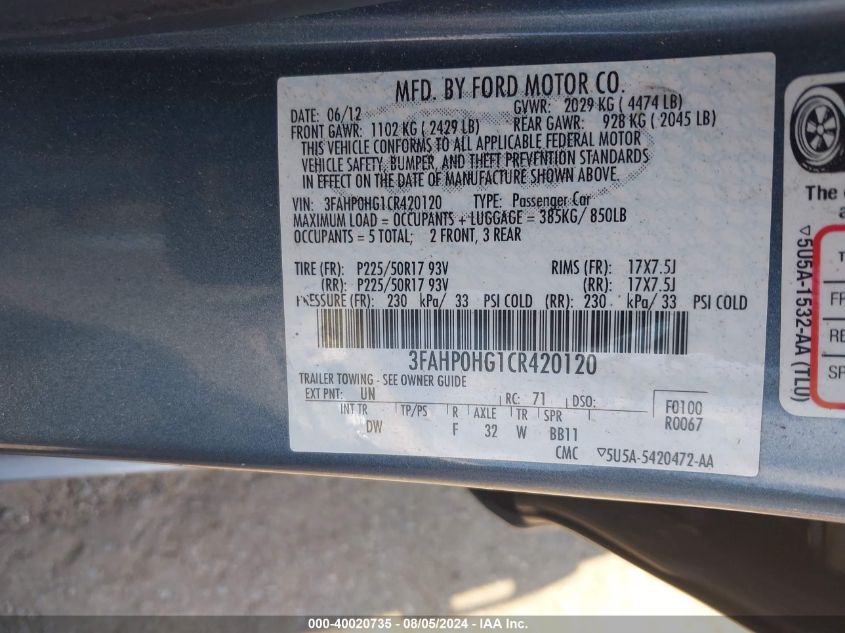 MFD. BY FORD MOTOR CO.
DATE: 06/12 GVWR: 2029 KG ( 4474 LB)
FRONT GAWR: 1102 KG ( 2429 LB) REAR GAWR: 928 KG ( 2045 LB)
THIS VEHICLE CONFORMS TO ALL APPLICABLE FEDERAL MOTOR
VEHICLE SAFETY, BUMPER, AND THEFT PREVENTION STANDARDS
IN EFFECT ON THE DATE OF MANUFACTURE SHOWN ABOVE.
VIN: 3FAHP0HG1CR420120 TYPE: Passenger Car
MAXIMUM LOAD = OCCUPANTS + LUGGAGE = 385KG/ 850LB
OCCUPANTS = 5 TOTAL; 2 FRONT, 3 REAR
TIRE (FR): P225/50R17 93V RIMS (FR): 17X7.5J
(RR): P225/50R17 93V (RR): 17X7.5J
PRESSURE (FR): 230 kPa/ 33 PSI COLD (RR): 230 kPa/ 33 PSI COLD
3FAHP0HG1CR420120
TRAILER TOWING - SEE OWNER GUIDE
EXT PNT: UN RC: 71 DSO:
INT TR TP/PS R AXLE TR SPR
DW F 32 W BB11
F0100
R0067
CMC ▽5U5A-5420472-AA
The
▽5U5A-1532-AA (TLU)
FR
RE
SP
000-40020735 - 08/05/2024 - IAAI, Inc.